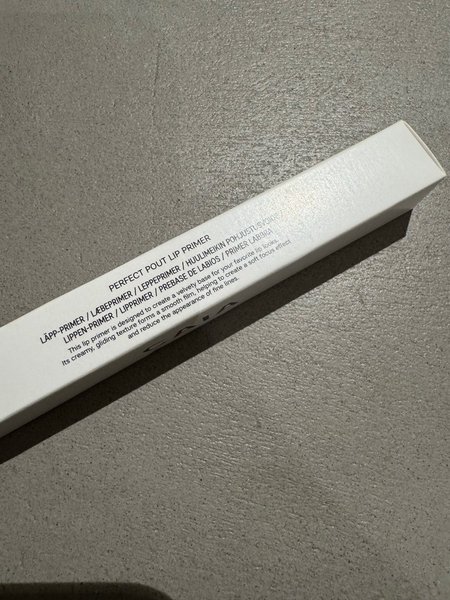 PERFECT POUT LIP PRIMER
LÄPP-PRIMER / LÆBEPRIMER / LEPPEPRIMER / HUULIMEIKIN POHJUSTUSVOIDE
LIPPEN-PRIMER / LIPPRIMER / PREBASE DE LABIOS / PRIMER LABBRA
This lip primer is designed to create a velvety base for your favorite lip looks.
Its creamy, gliding texture forms a smooth film, helping to create a soft focus effect
and reduce the appearance of fine lines.
CAIA